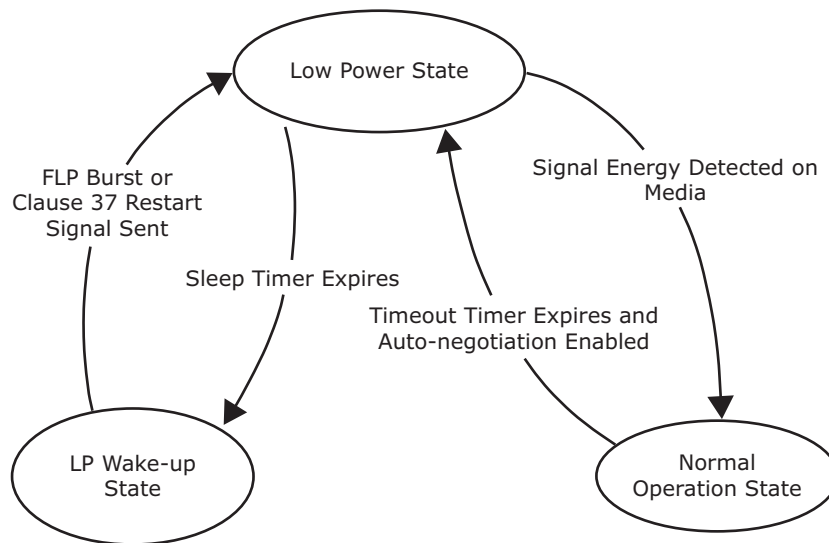 Low Power State
FLP Burst or
Clause 37 Restart
Signal Sent
Signal Energy Detected on
Media
Sleep Timer Expires
Timeout Timer Expires and
Auto-negotiation Enabled
LP Wake-up
State
Normal
Operation State